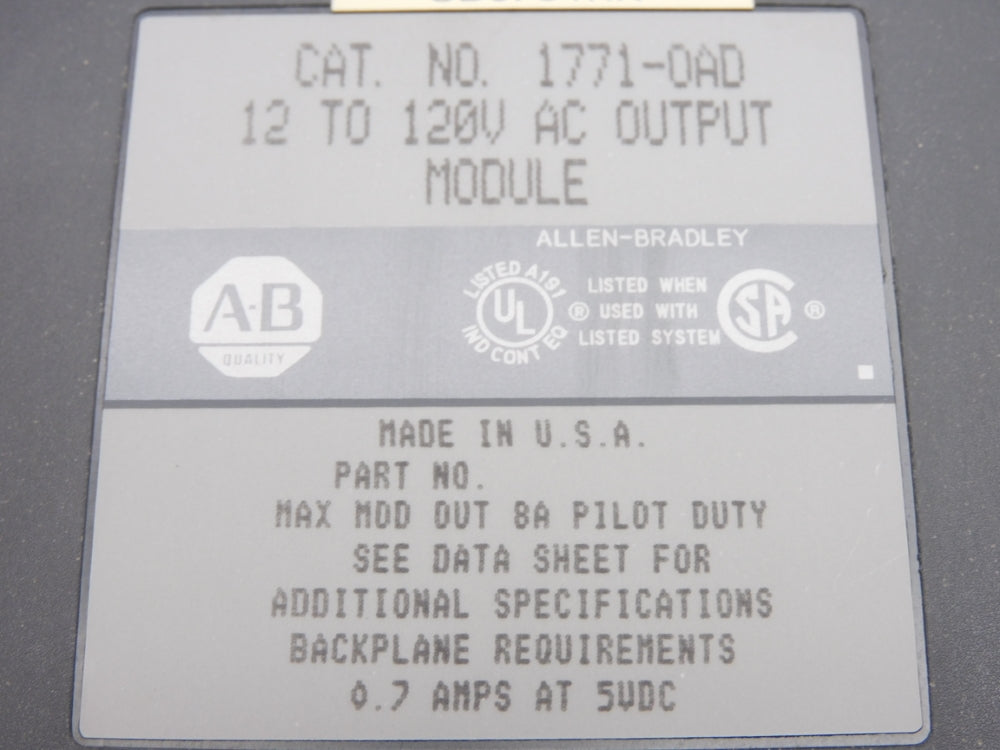 CAT. NO. 1771-OAD
12 TO 120V AC OUTPUT
MODULE
ALLEN-BRADLEY
A-B
QUALITY
LISTED A191
UL
IND CONT EQ
®
LISTED WHEN
USED WITH
LISTED SYSTEM
SA
®
MADE IN U.S.A.
PART NO.
MAX MOD OUT 8A PILOT DUTY
SEE DATA SHEET FOR
ADDITIONAL SPECIFICATIONS
BACKPLANE REQUIREMENTS
0.7 AMPS AT 5VDC